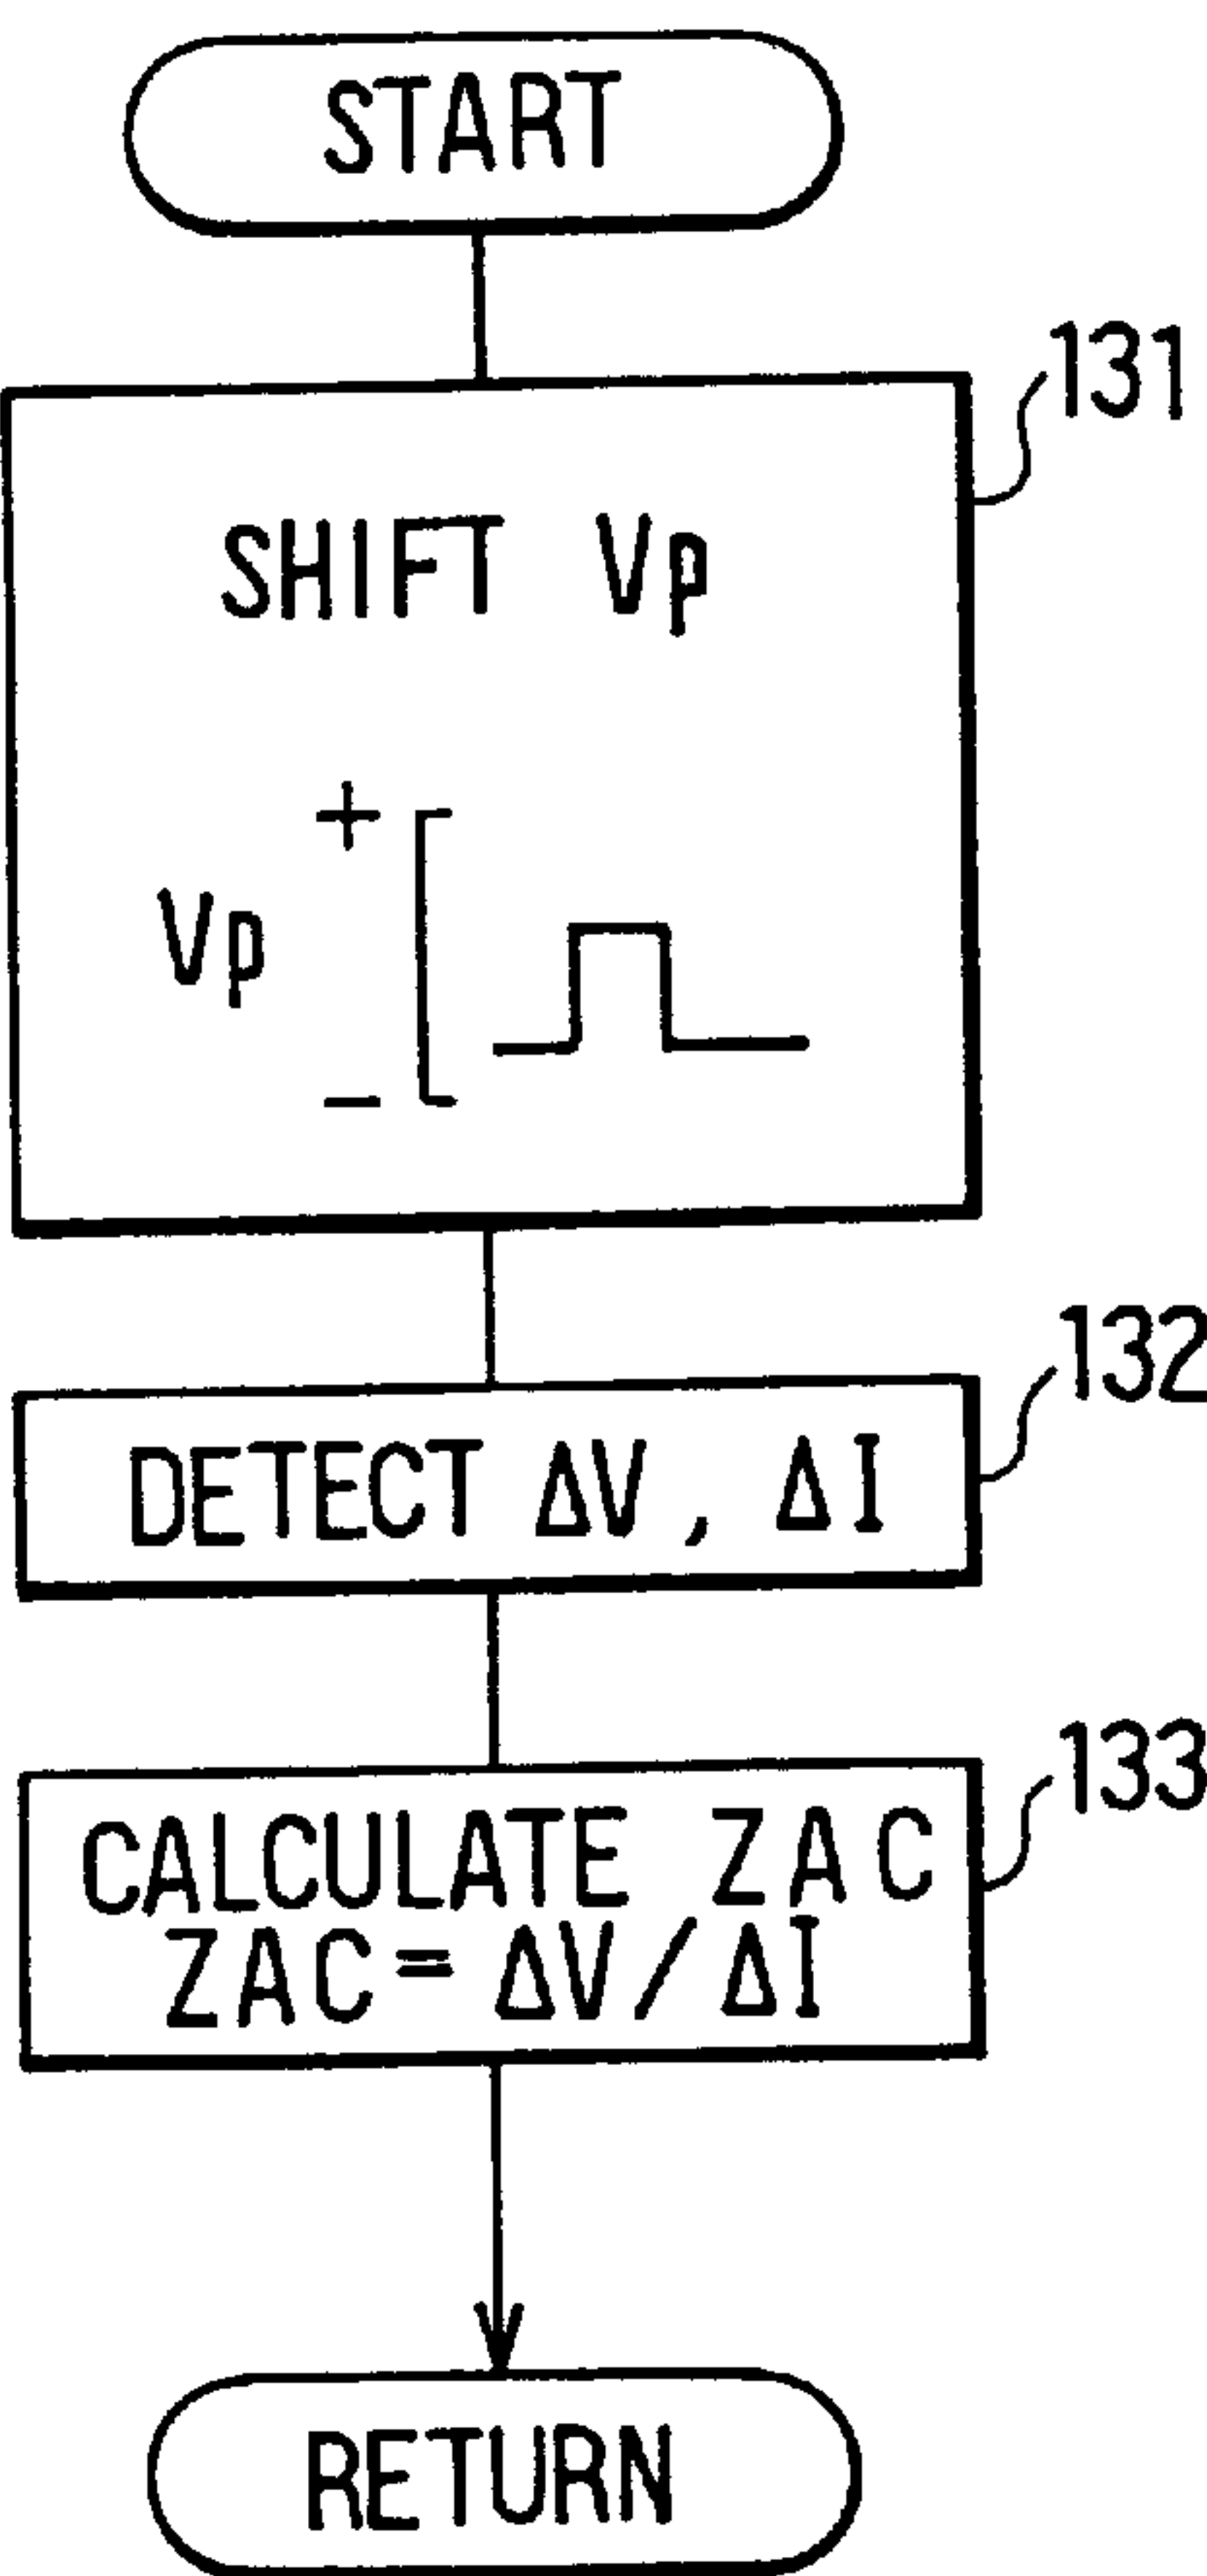 START
131
SHIFT Vp
+
Vp
−
132
DETECT ΔV, ΔI
133
CALCULATE ZAC
ZAC=ΔV/ΔI
RETURN